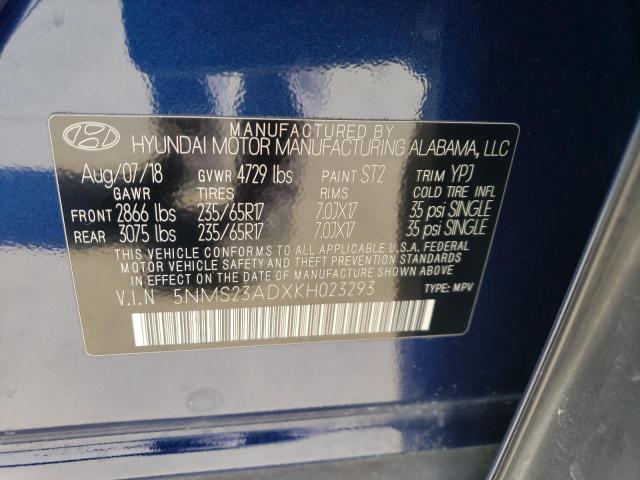 MANUFACTURED BY
HYUNDAI MOTOR MANUFACTURING ALABAMA, LLC
Aug/07/18 GVWR 4729 lbs PAINT ST2 TRIM YPJ
GAWR TIRES RIMS COLD TIRE INFL
FRONT 2866 lbs 235/65R17 7.0JX17 35 psi SINGLE
REAR 3075 lbs 235/65R17 7.0JX17 35 psi SINGLE
THIS VEHICLE CONFORMS TO ALL APPLICABLE U.S.A. FEDERAL
MOTOR VEHICLE SAFETY AND THEFT PREVENTION STANDARDS
IN EFFECT ON THE DATE OF MANUFACTURE SHOWN ABOVE.
V.I.N 5NMS23ADXKH023293 TYPE: MPV